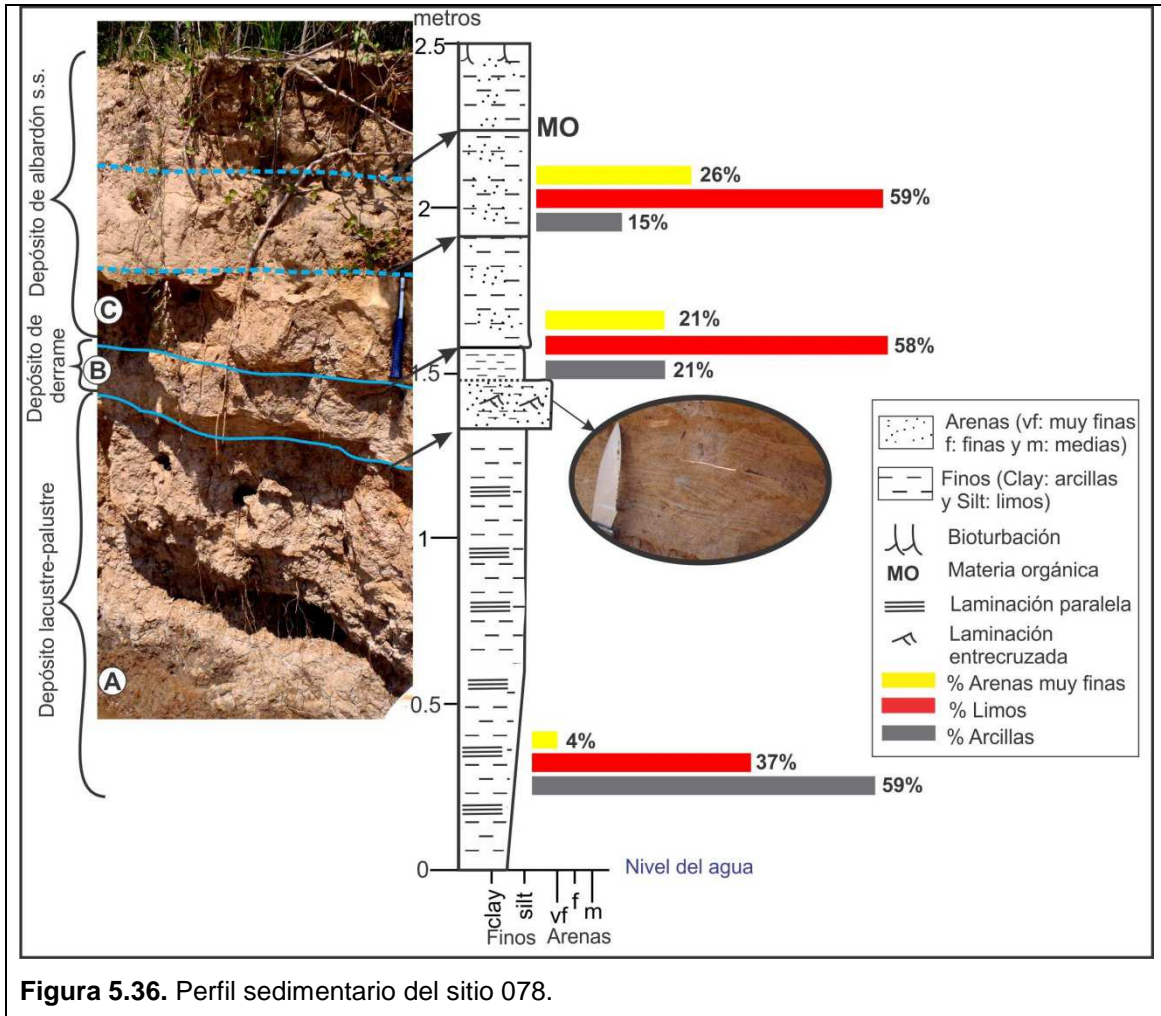 metros
2.5
2
1.5
1
0.5
0
Depósito de albardón s.s.
Depósito de
derrame
Depósito lacustre-palustre
C
B
A
MO
26%
59%
15%
21%
58%
21%
4%
37%
59%
Nivel del agua
clay
silt
vf
f
m
Finos Arenas
Arenas (vf: muy finas
f: finas y m: medias)
Finos (Clay: arcillas
y Silt: limos)
Bioturbación
MO Materia orgánica
Laminación paralela
Laminación
entrecruzada
% Arenas muy finas
% Limos
% Arcillas
Figura 5.36. Perfil sedimentario del sitio 078.